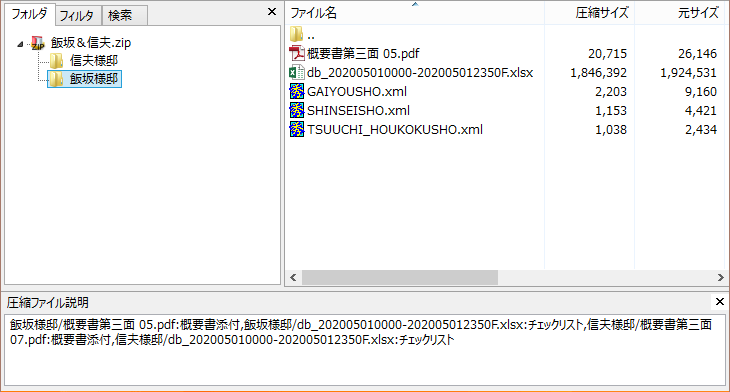 フォルダ フィルタ 検索
飯坂＆信夫.zip
信夫様邸
飯坂様邸
ファイル名 圧縮サイズ 元サイズ
..
概要書第三面 05.pdf 20,715 26,146
db_202005010000-202005012350F.xlsx 1,846,392 1,924,531
GAIYOUSHO.xml 2,203 9,160
SHINSEISHO.xml 1,153 4,421
TSUUCHI_HOUKOKUSHO.xml 1,038 2,434
圧縮ファイル説明
飯坂様邸/概要書第三面 05.pdf:概要書添付,飯坂様邸/db_202005010000-202005012350F.xlsx:チェックリスト,信夫様邸/概要書第三面
07.pdf:概要書添付,信夫様邸/db_202005010000-202005012350F.xlsx:チェックリスト